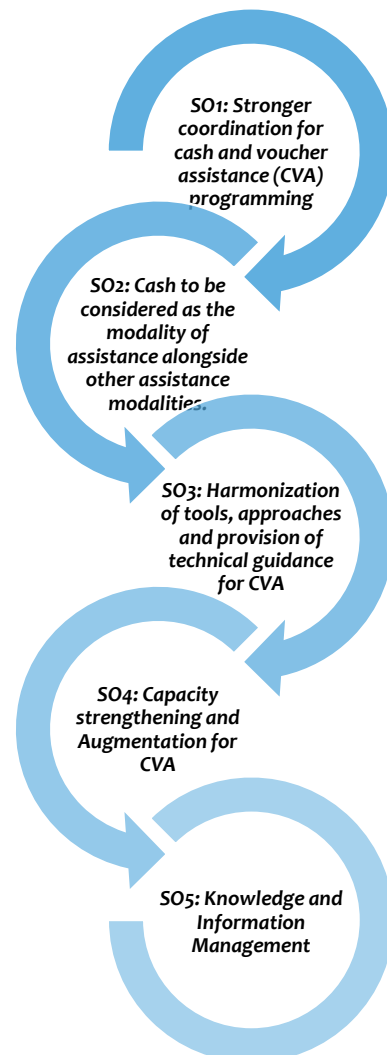 SO1: Stronger
coordination for
cash and voucher
assistance (CVA)
programming
SO2: Cash to be
considered as the
modality of
assistance alongside
other assistance
modalities.
SO3: Harmonization
of tools, approaches
and provision of
technical guidance
for CVA
SO4: Capacity
strengthening and
Augmentation for
CVA
SO5: Knowledge and
Information
Management